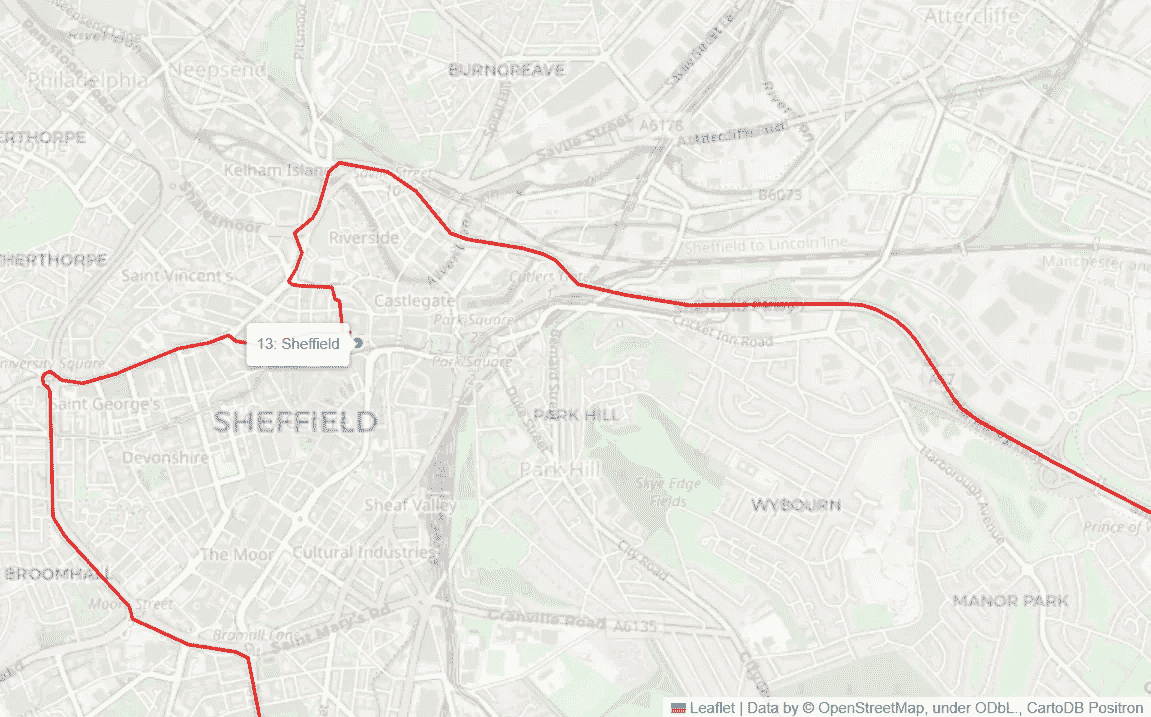 Attercliffe
Neepsend
Philadelphia
BURNGREAVE
Savile Street
A6178
Attercliffe Road
B6073
Kelham Island
Savile Street
Shalesmoor
Riverside
Sheffield to Lincoln line
Manchester and
Saint Vincent's
Cutlers Gate
Castlegate
Park Square
Cricket Inn Road
13: Sheffield
Park Square
University Square
Saint George's
SHEFFIELD
PARK HILL
Bernard Street
Devonshire
Park Hill
Skye Edge
Fields
Harborough Avenue
WYBOURN
Sheaf Valley
The Moor
Cultural Industries
City Road
Prince of W
BROOMHALL
Moore Street
MANOR PARK
Bramall Lane
Saint Mary's Rd
Granville Road
A6135
Leaflet | Data by © OpenStreetMap, under ODbL., CartoDB Positron